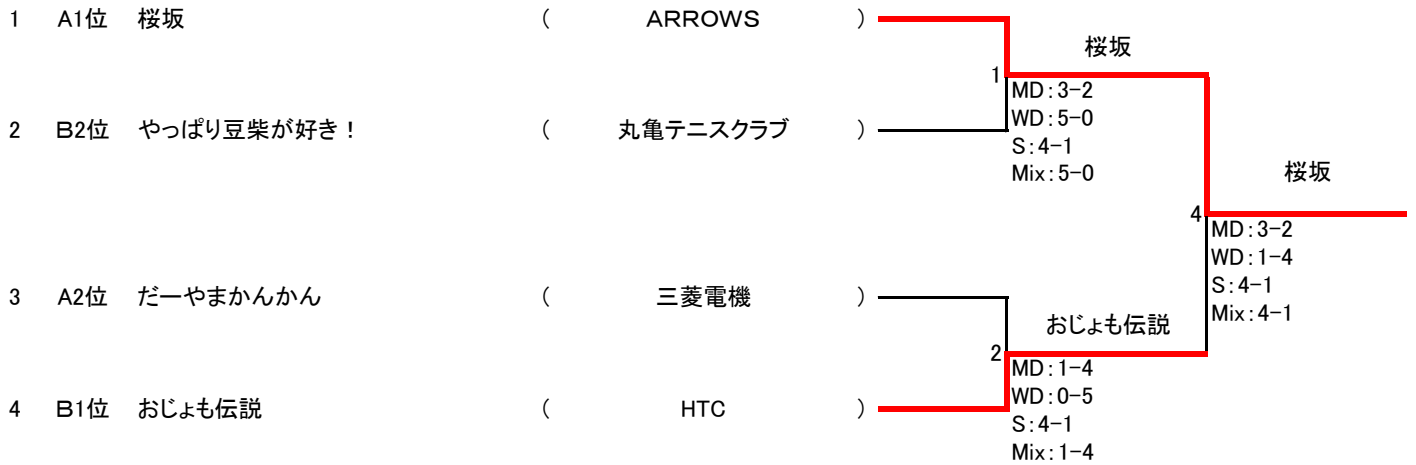 1 A1位 桜坂 ( ARROWS )
桜坂
1
MD:3-2
2 B2位 やっぱり豆柴が好き! ( 丸亀テニスクラブ )
WD:5-0
S:4-1
Mix:5-0
桜坂
4
MD:3-2
WD:1-4
3 A2位 だーやまかんかん ( 三菱電機 )
S:4-1
Mix:4-1
おじょも伝説
2
MD:1-4
WD:0-5
4 B1位 おじょも伝説 ( HTC )
S:4-1
Mix:1-4